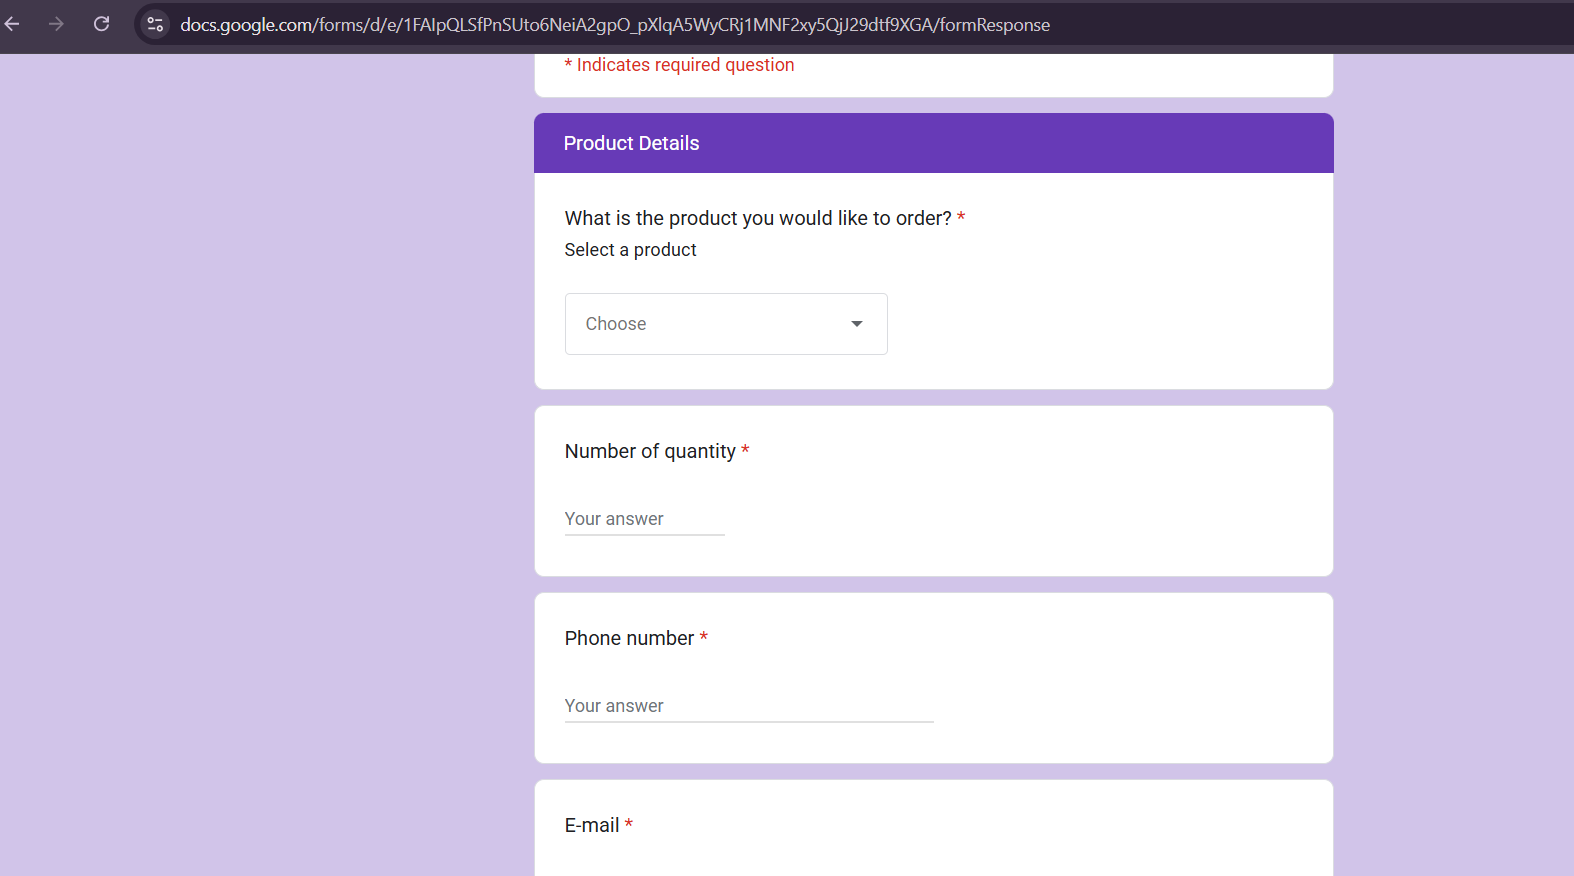 docs.google.com/forms/d/e/1FAIpQLSfPnSUto6NeiA2gpO_pXlqA5WyCRj1MNF2xy5QjJ29dtf9XGA/formResponse
* Indicates required question
Product Details
What is the product you would like to order? *
Select a product
Choose
Number of quantity *
Your answer
Phone number *
Your answer
E-mail *